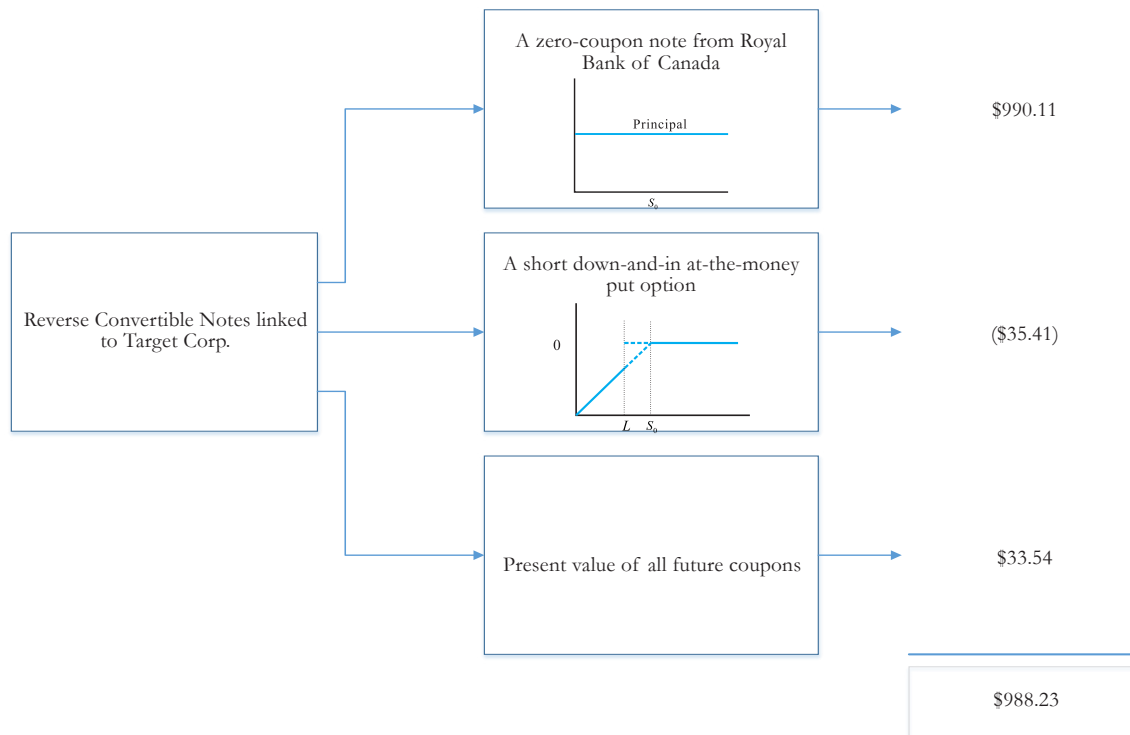 A zero-coupon note from Royal
Bank of Canada
Principal
S₀
$990.11
Reverse Convertible Notes linked
to Target Corp.
A short down-and-in at-the-money
put option
0
L
S₀
($35.41)
Present value of all future coupons
$33.54
$988.23